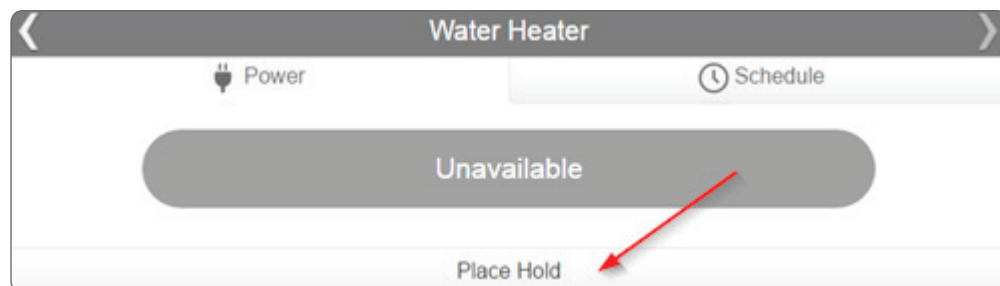 Water Heater
Power
Schedule
Unavailable
Place Hold